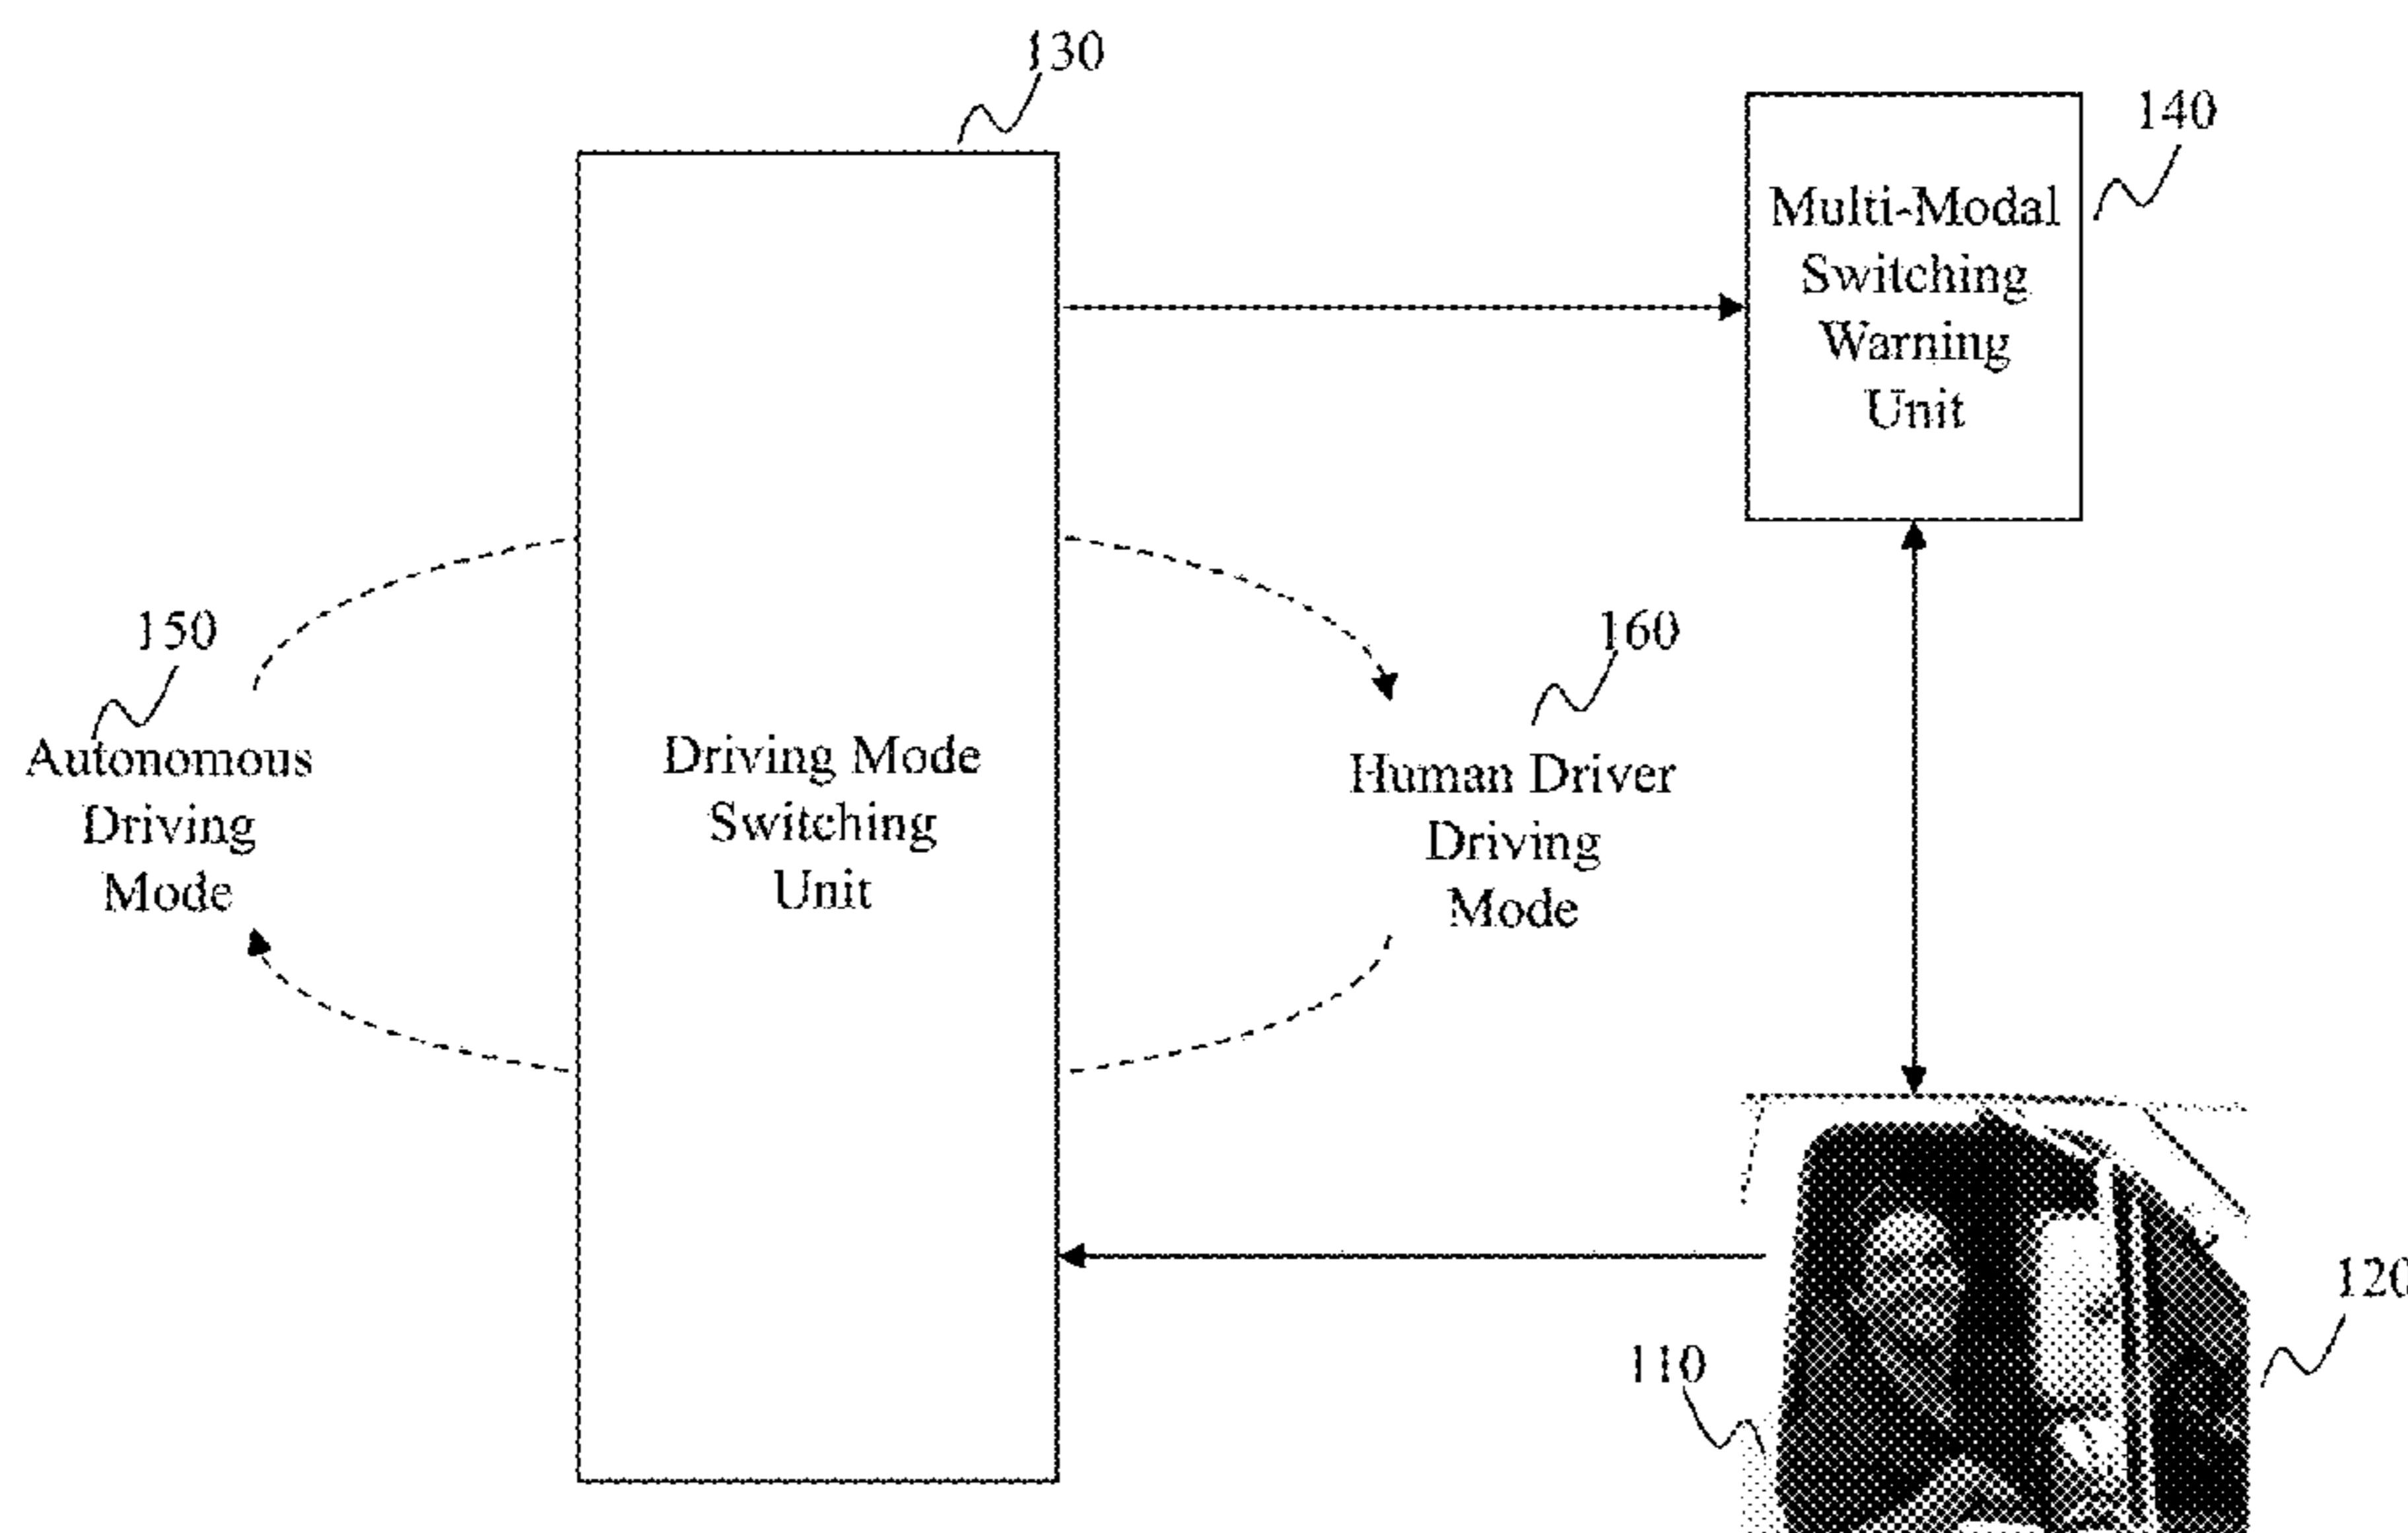 130
140
Multi-Modal
Switching
Warning
Unit
150
160
Autonomous
Driving
Mode
Driving Mode
Switching
Unit
Human Driver
Driving
Mode
120
110